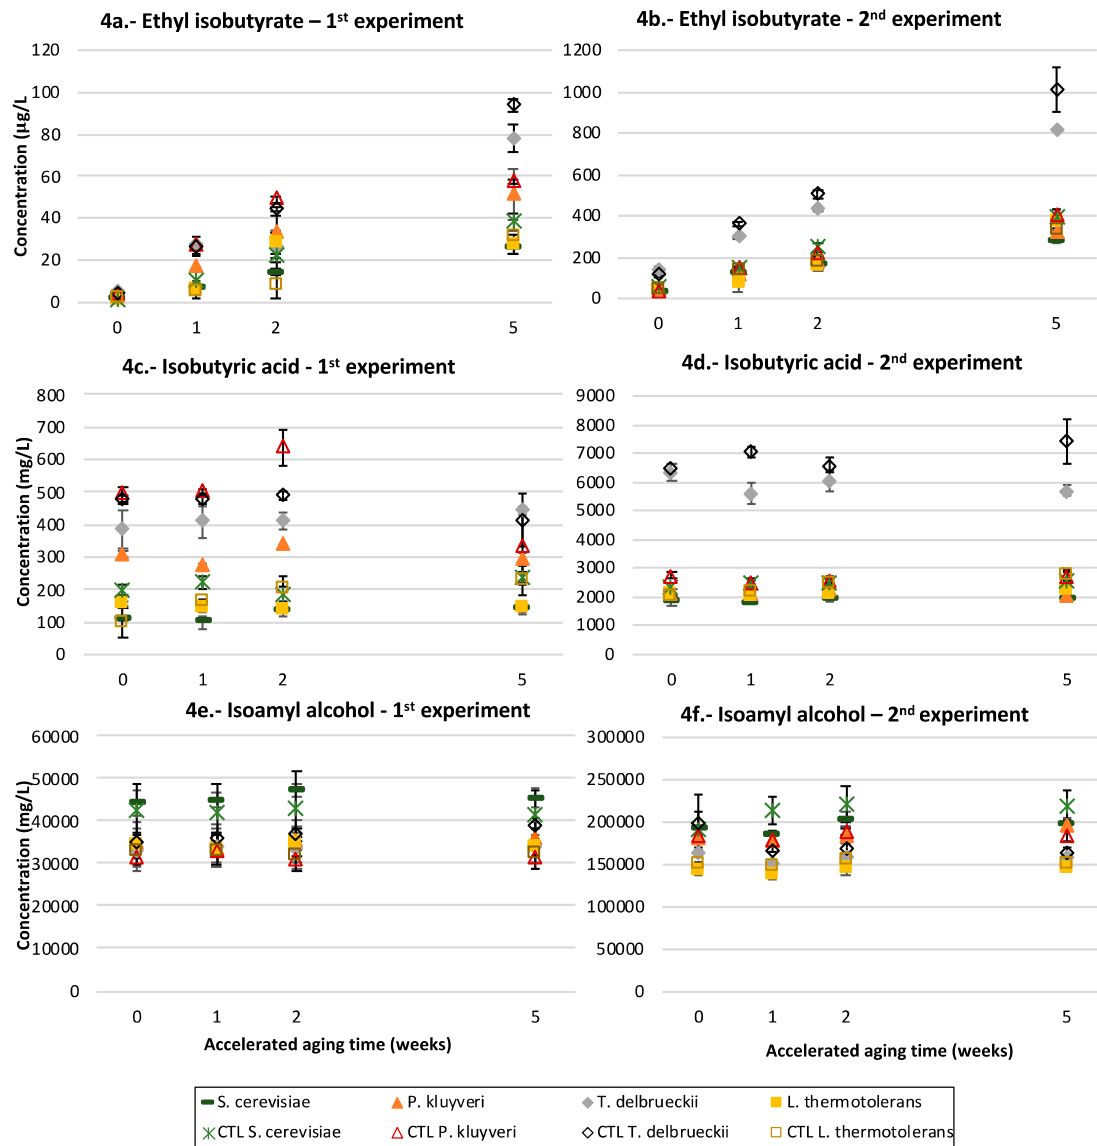 4a.- Ethyl isobutyrate – 1st experiment
Concentration (µg/L)
120
100
80
60
40
20
0
0 1 2 5
4b.- Ethyl isobutyrate - 2nd experiment
1200
1000
800
600
400
200
0
0 1 2 5
4c.- Isobutyric acid - 1st experiment
Concentration (mg/L)
800
700
600
500
400
300
200
100
0
0 1 2 5
4d.- Isobutyric acid - 2nd experiment
9000
8000
7000
6000
5000
4000
3000
2000
1000
0
0 1 2 5
4e.- Isoamyl alcohol - 1st experiment
Concentration (mg/L)
60000
50000
40000
30000
20000
10000
0
0 1 2 5
Accelerated aging time (weeks)
4f.- Isoamyl alcohol – 2nd experiment
300000
250000
200000
150000
100000
50000
0
0 1 2 5
Accelerated aging time (weeks)
S. cerevisiae P. kluyveri T. delbrueckii L. thermotolerans
CTL S. cerevisiae CTL P. kluyveri CTL T. delbrueckii CTL L. thermotolerans